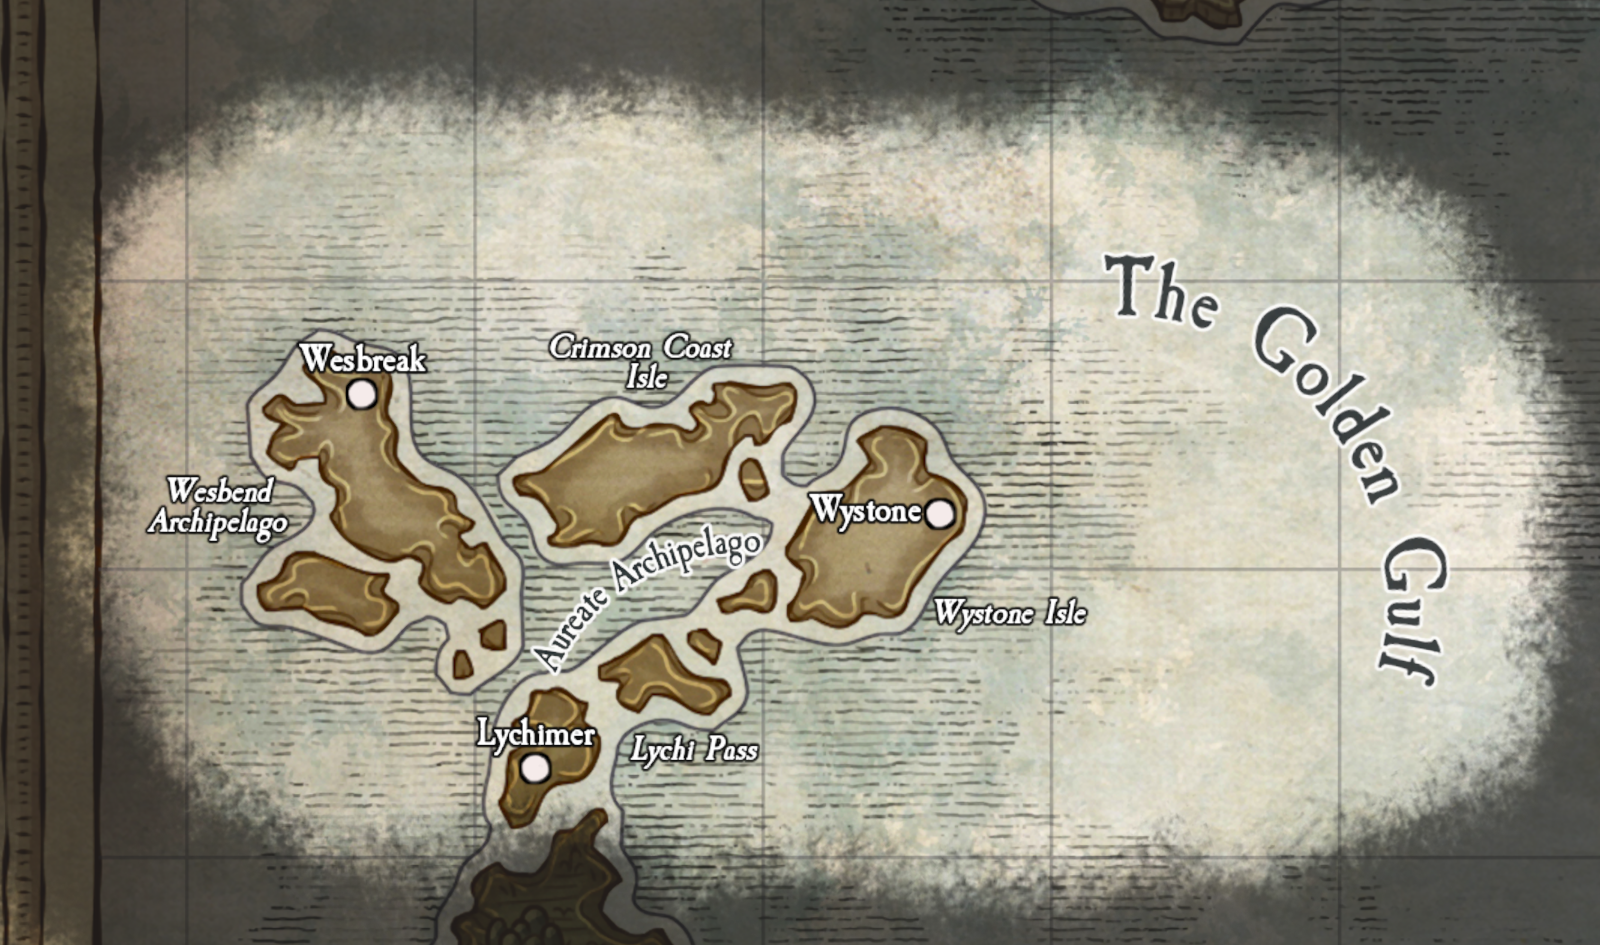 The Golden Gulf
Wesbreak
Crimson Coast
Isle
Wesbend
Archipelago
Wystone
Aureate Archipelago
Wystone Isle
Lychimer
Lychi Pass